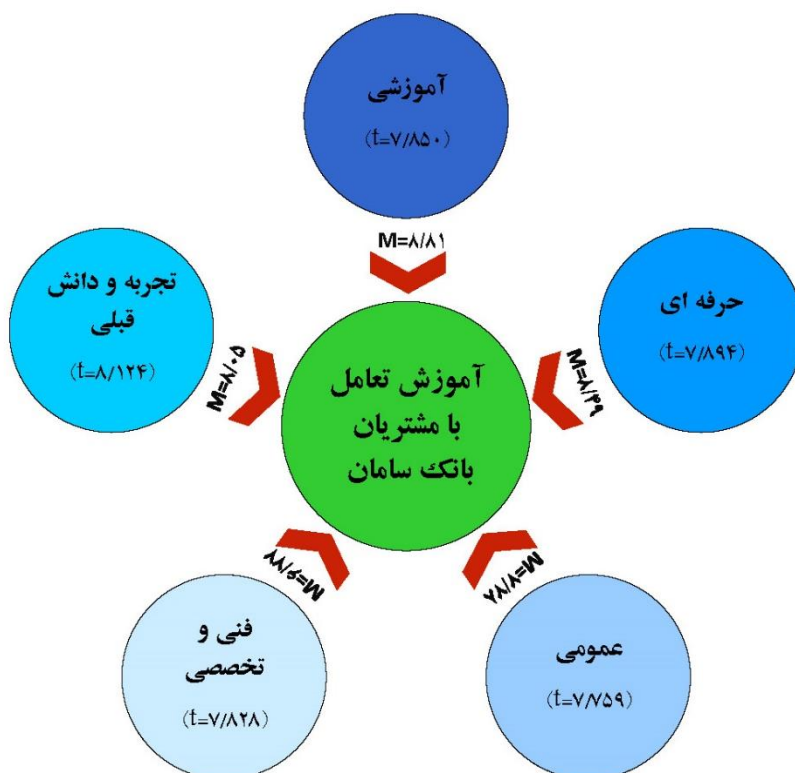 آموزشی
(t=۷/۸۵۰)
M=۸/۸۱
حرفه ای
(t=۷/۸۹۴)
M=۸/۴۹
تجربه و دانش
قبلی
(t=۸/۱۲۴)
M=۸/۰۵
آموزش تعامل
با مشتریان
بانک سامان
فنی و
تخصصی
(t=۷/۸۲۸)
عمومی
(t=۷/۷۵۹)